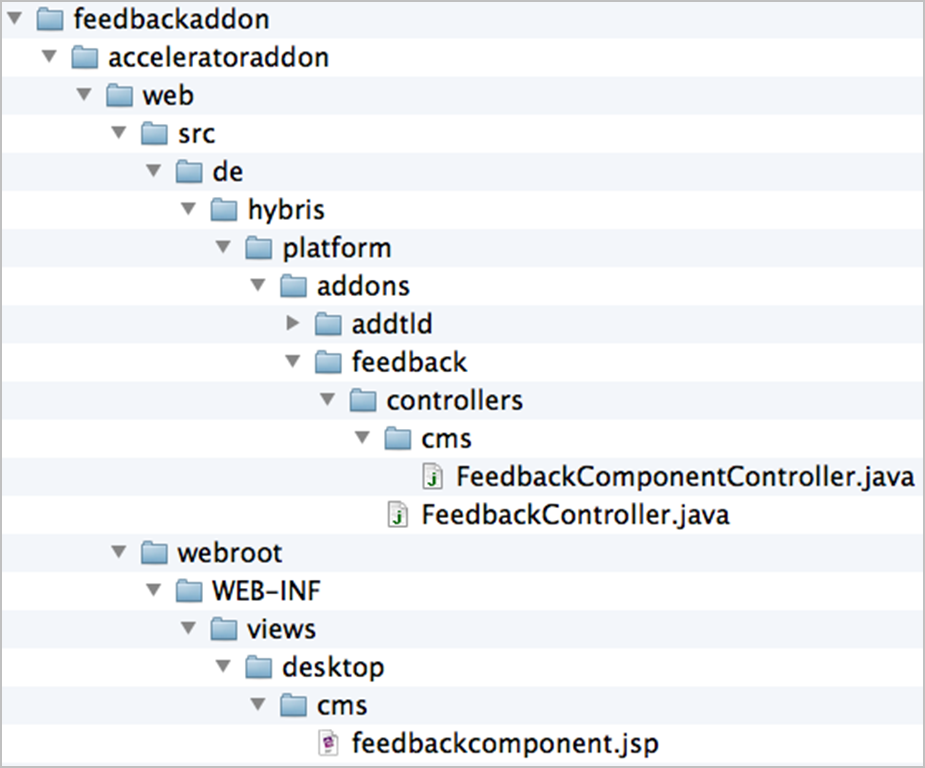 feedbackaddon
acceleratoraddon
web
src
de
hybris
platform
addons
addtld
feedback
controllers
cms
FeedbackComponentController.java
FeedbackController.java
webroot
WEB-INF
views
desktop
cms
feedbackcomponent.jsp